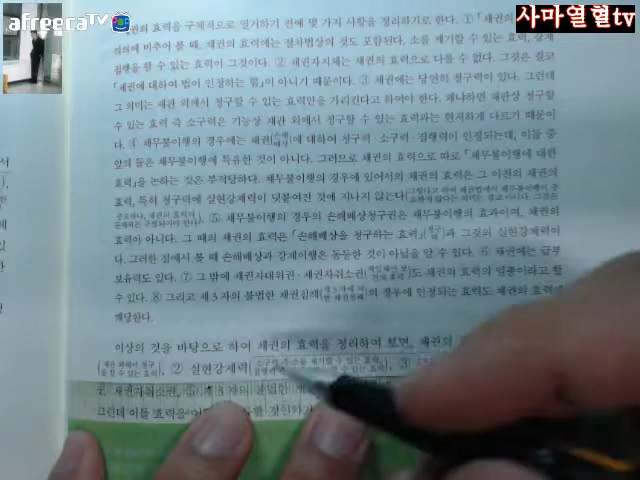 afreecaTV
사마열협tv
채권의 효력을 구체적으로 열기하기 전에 몇 가지 사항을 정리하기로 한다. ① 「채권의
의의에 비추어 볼 때, 채권의 효력에는 절차법상의 것도 포함된다. 소를 제기할 수 있는 효력, 강제
집행을 할 수 있는 효력이 그것이다. ② 채권자지체는 채권의 효력으로 다룰 수 없다. 그것은 결코
「채권에 대하여 법이 인정하는 힘」이 아니기 때문이다. ③ 채권에는 당연히 청구력이 있다. 그런데
그 의미는 재판 외에서 청구할 수 있는 효력만을 가리킨다고 하여야 한다. 왜냐하면 재판상 청구할
수 있는 효력 즉 소구력은 기능상 재판 외에서 청구할 수 있는 효력과는 현저하게 다르기 때문이
다. ④ 채무불이행의 경우에는 채권에 대하여 청구력·소구력·집행력이 인정되는데, 이들 중
앞의 둘은 채무불이행에 특유한 것이 아니다. 그러므로 채권의 효력으로 따로 「채무불이행에 대한
효력」을 논하는 것은 부적당하다. 채무불이행의 경우에 있어서의 채권의 효력은 그 이전의 채권의
효력, 특히 청구력에 실현강제력이 덧붙여진 것에 지나지 않는다
⑤ 채무불이행의 경우의 손해배상청구권은 채무불이행의 효과이며, 채권의
효력이 아니다. 그 때의 채권의 효력은 「손해배상을 청구하는 효력」과 그것의 실현강제력이
다. 그러한 점에서 볼 때 손해배상과 강제이행은 동등한 것이 아님을 알 수 있다. ⑥ 채권에는 급부
보유력도 있다. ⑦ 그 밖에 채권자대위권·채권자취소권도 채권의 효력의 일종이라고 할
수 있다. ⑧ 그리고 제3자의 불법한 채권침해의 경우에 인정되는 효력도 채권의 효력에
해당한다.
이상의 것을 바탕으로 하여 채권의 효력을 정리하여 보면, 채권의
② 실현강제력 ③
채권자취소권,
그런데 이들 효력을